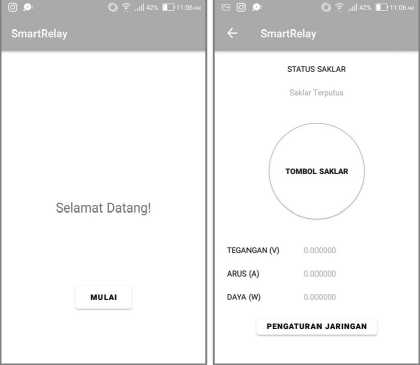 42% 11:06 AM
SmartRelay
Selamat Datang!
MULAI
42% 11:06 AM
SmartRelay
STATUS SAKLAR
Saklar Terputus
TOMBOL SAKLAR
TEGANGAN (V) 0.000000
ARUS (A) 0.000000
DAYA (W) 0.000000
PENGATURAN JARINGAN